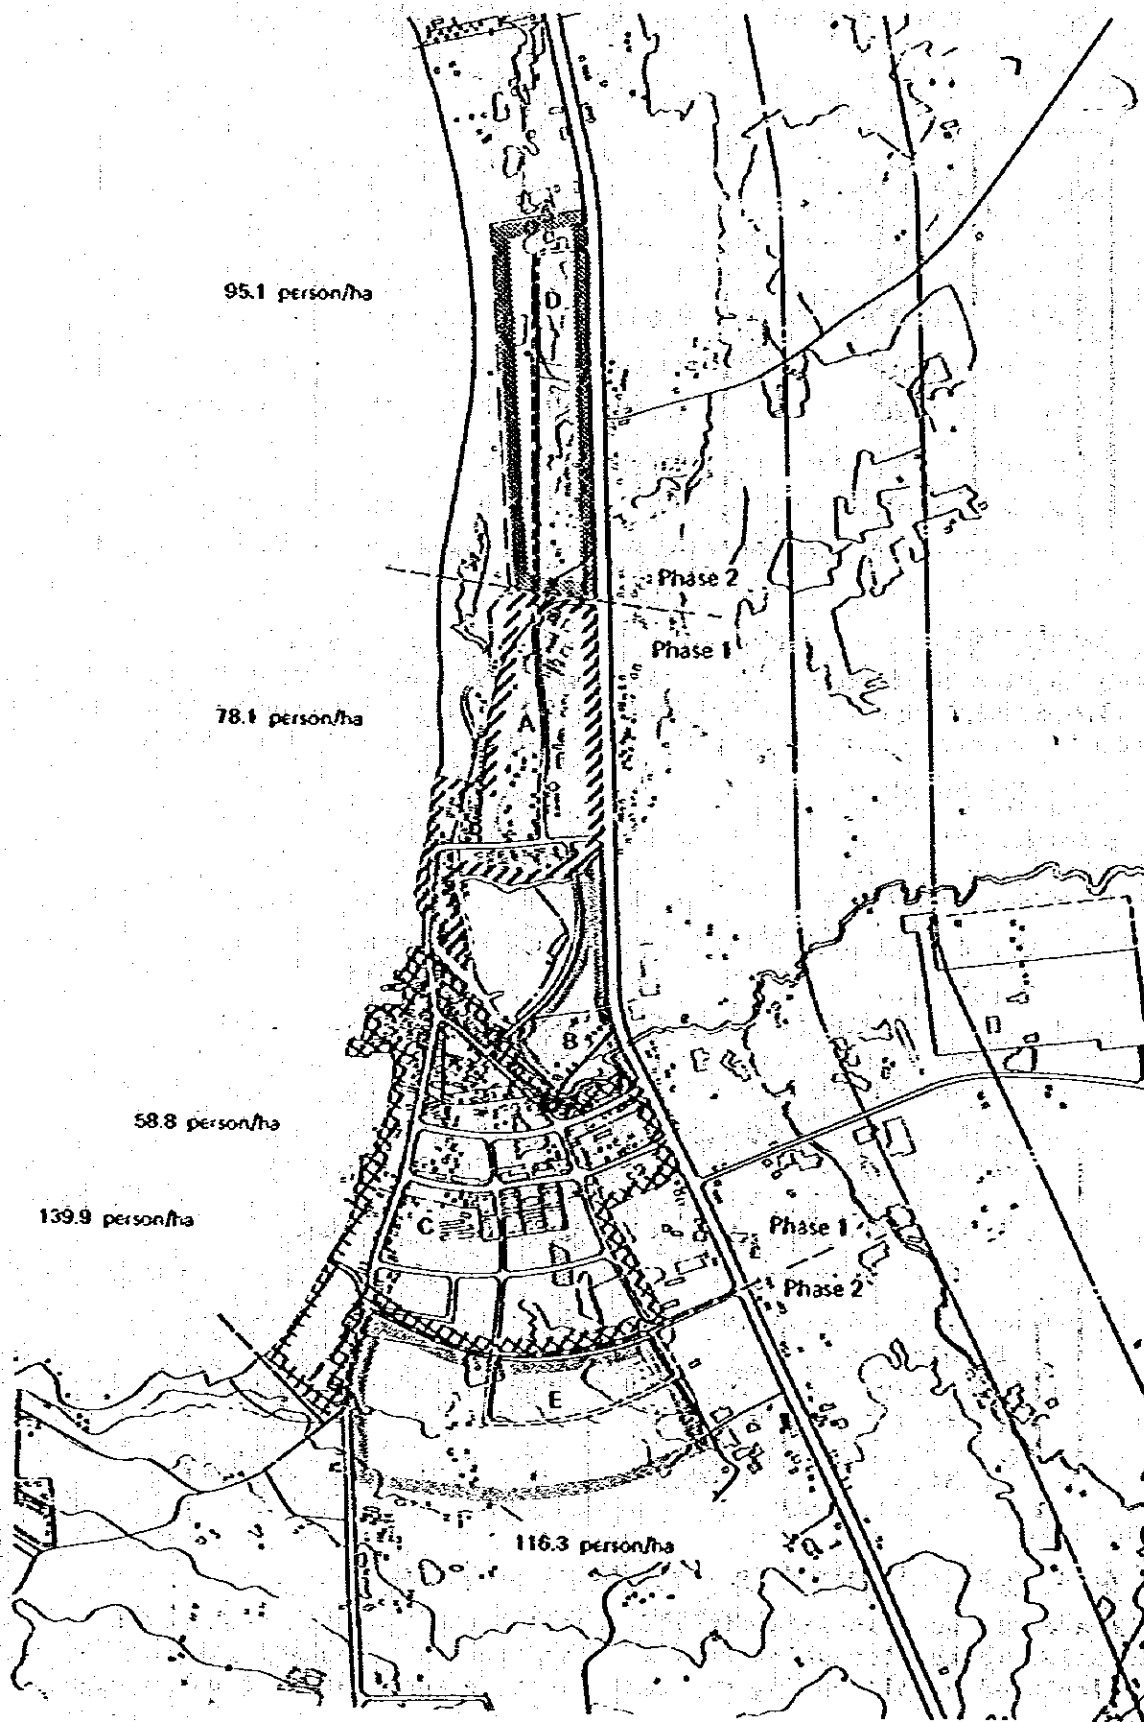 95.1 person/ha
D
Phase 2
Phase 1
78.1 person/ha
A
B
58.8 person/ha
139.9 person/ha
C
Phase 1
Phase 2
E
116.3 person/ha